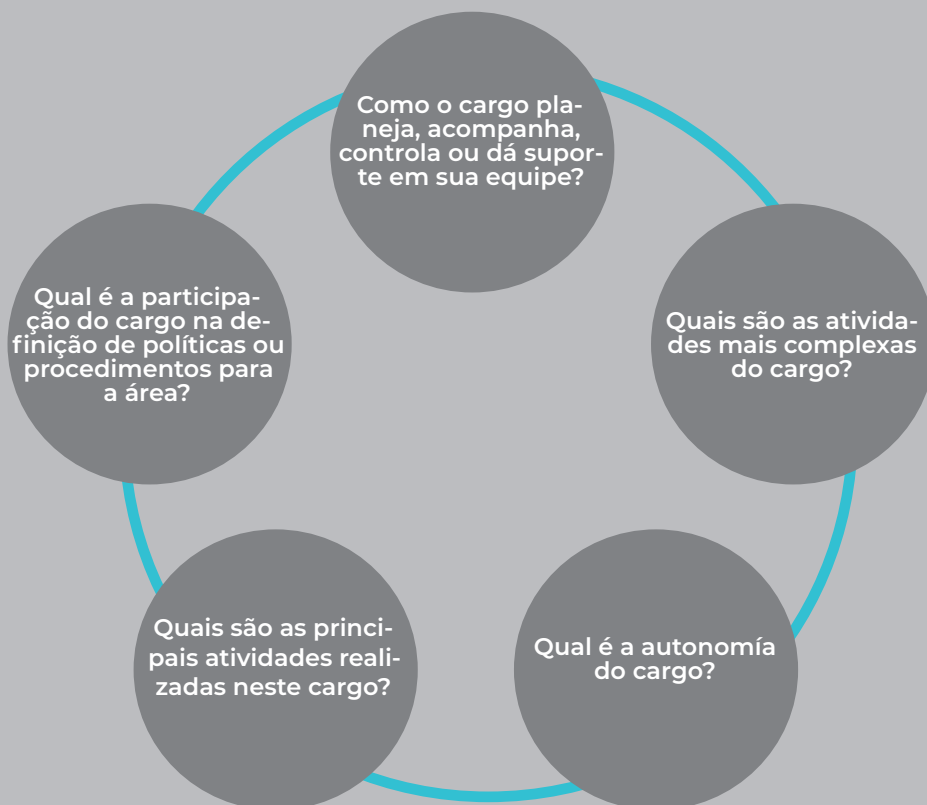 Como o cargo pla-
neja, acompanha,
controla ou dá supor-
te em sua equipe?
Quais são as ativida-
des mais complexas
do cargo?
Qual é a autonomía
do cargo?
Quais são as princi-
pais atividades reali-
zadas neste cargo?
Qual é a participa-
ção do cargo na de-
finição de políticas ou
procedimentos para
a área?